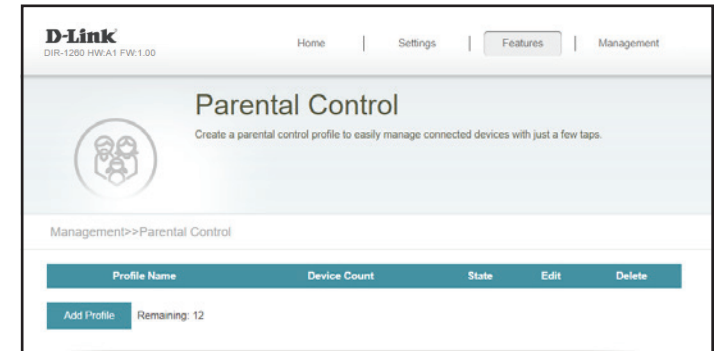 D-Link
DIR-1260 HW:A1 FW:1.00
Home | Settings | Features | Management
Parental Control
Create a parental control profile to easily manage connected devices with just a few taps.
Management>>Parental Control
Profile Name Device Count State Edit Delete
Add Profile Remaining: 12